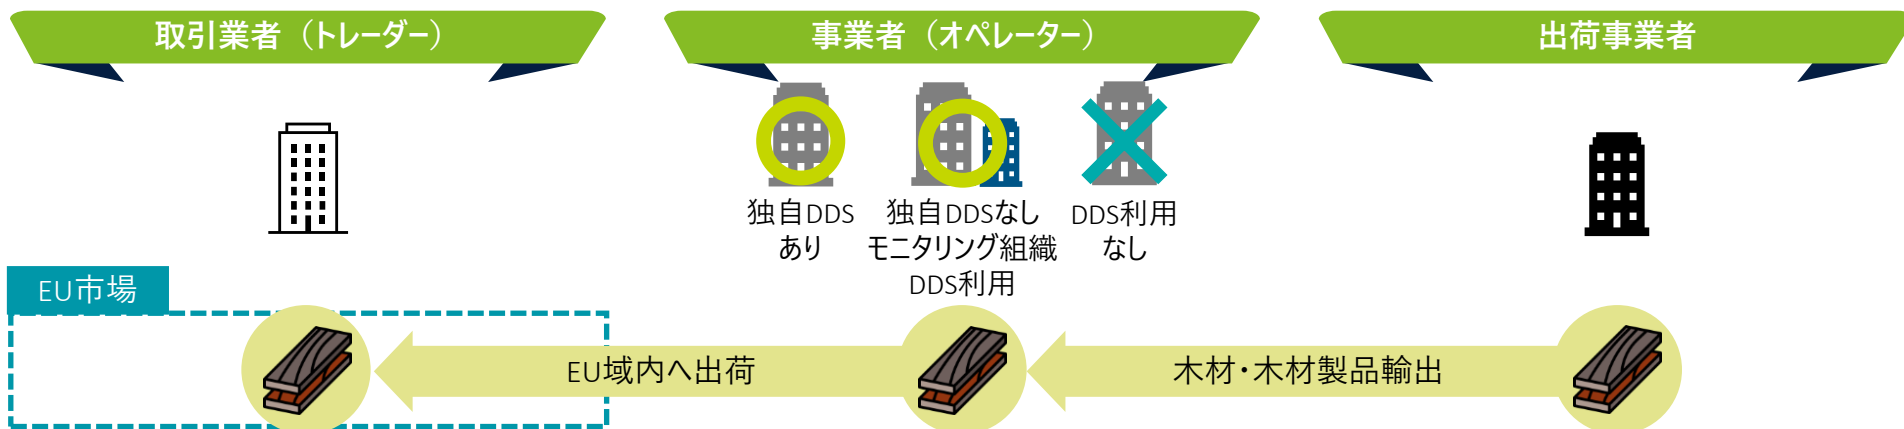 取引業者（トレーダー）
事業者（オペレーター）
出荷事業者
独自DDS
あり
独自DDSなし
モニタリング組織
DDS利用
DDS利用
なし
EU市場
EU域内へ出荷
木材・木材製品輸出